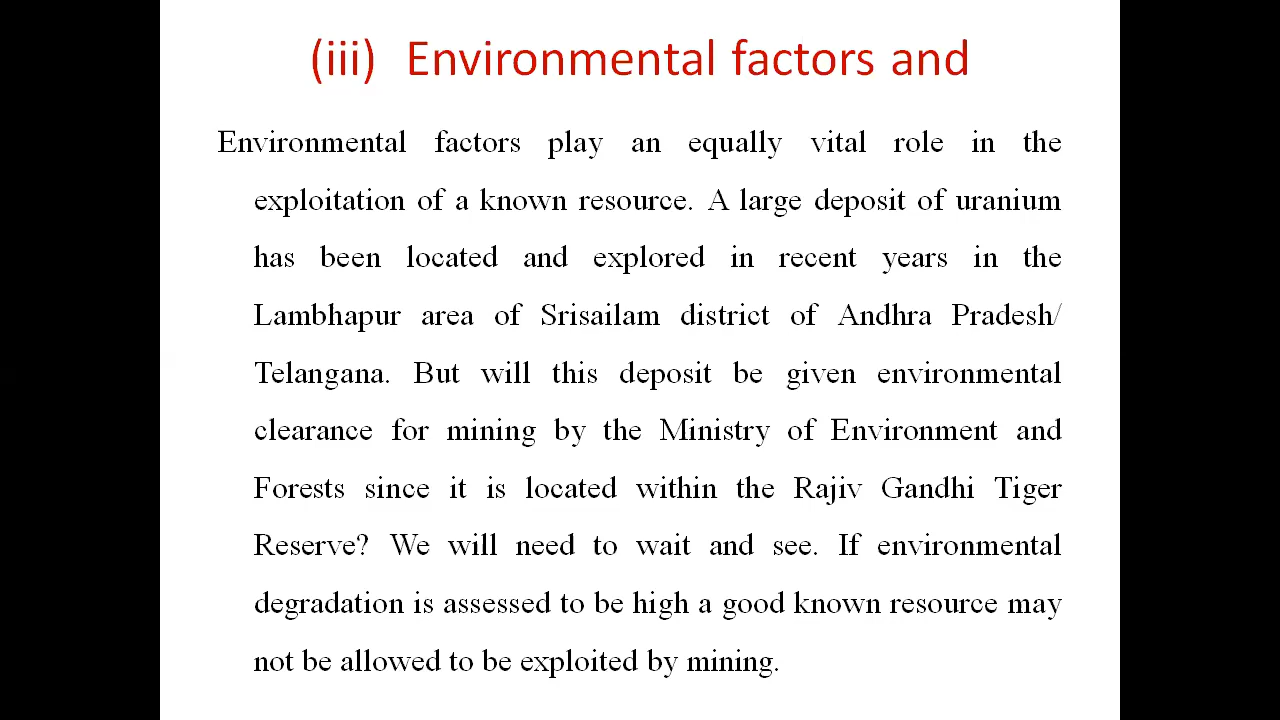 (iii) Environmental factors and
Environmental factors play an equally vital role in the
exploitation of a known resource. A large deposit of uranium
has been located and explored in recent years in the
Lambhapur area of Srisailam district of Andhra Pradesh/
Telangana. But will this deposit be given environmental
clearance for mining by the Ministry of Environment and
Forests since it is located within the Rajiv Gandhi Tiger
Reserve? We will need to wait and see. If environmental
degradation is assessed to be high a good known resource may
not be allowed to be exploited by mining.